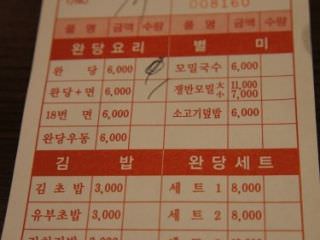 008160
품 명 금액 수량 품 명 금액 수량
완당요리 별 미
완 당 6,000 모밀국수 6,000
완당+면 6,000 쟁반모밀 大 11,000 小 7,000
18번 면 6,000 소고기덮밥 6,000
완당우동 6,000
김 밥 완당세트
김초밥 3,000 세트 1 8,000
유부초밥 3,000 세트 2 8,000
3,000 8,000